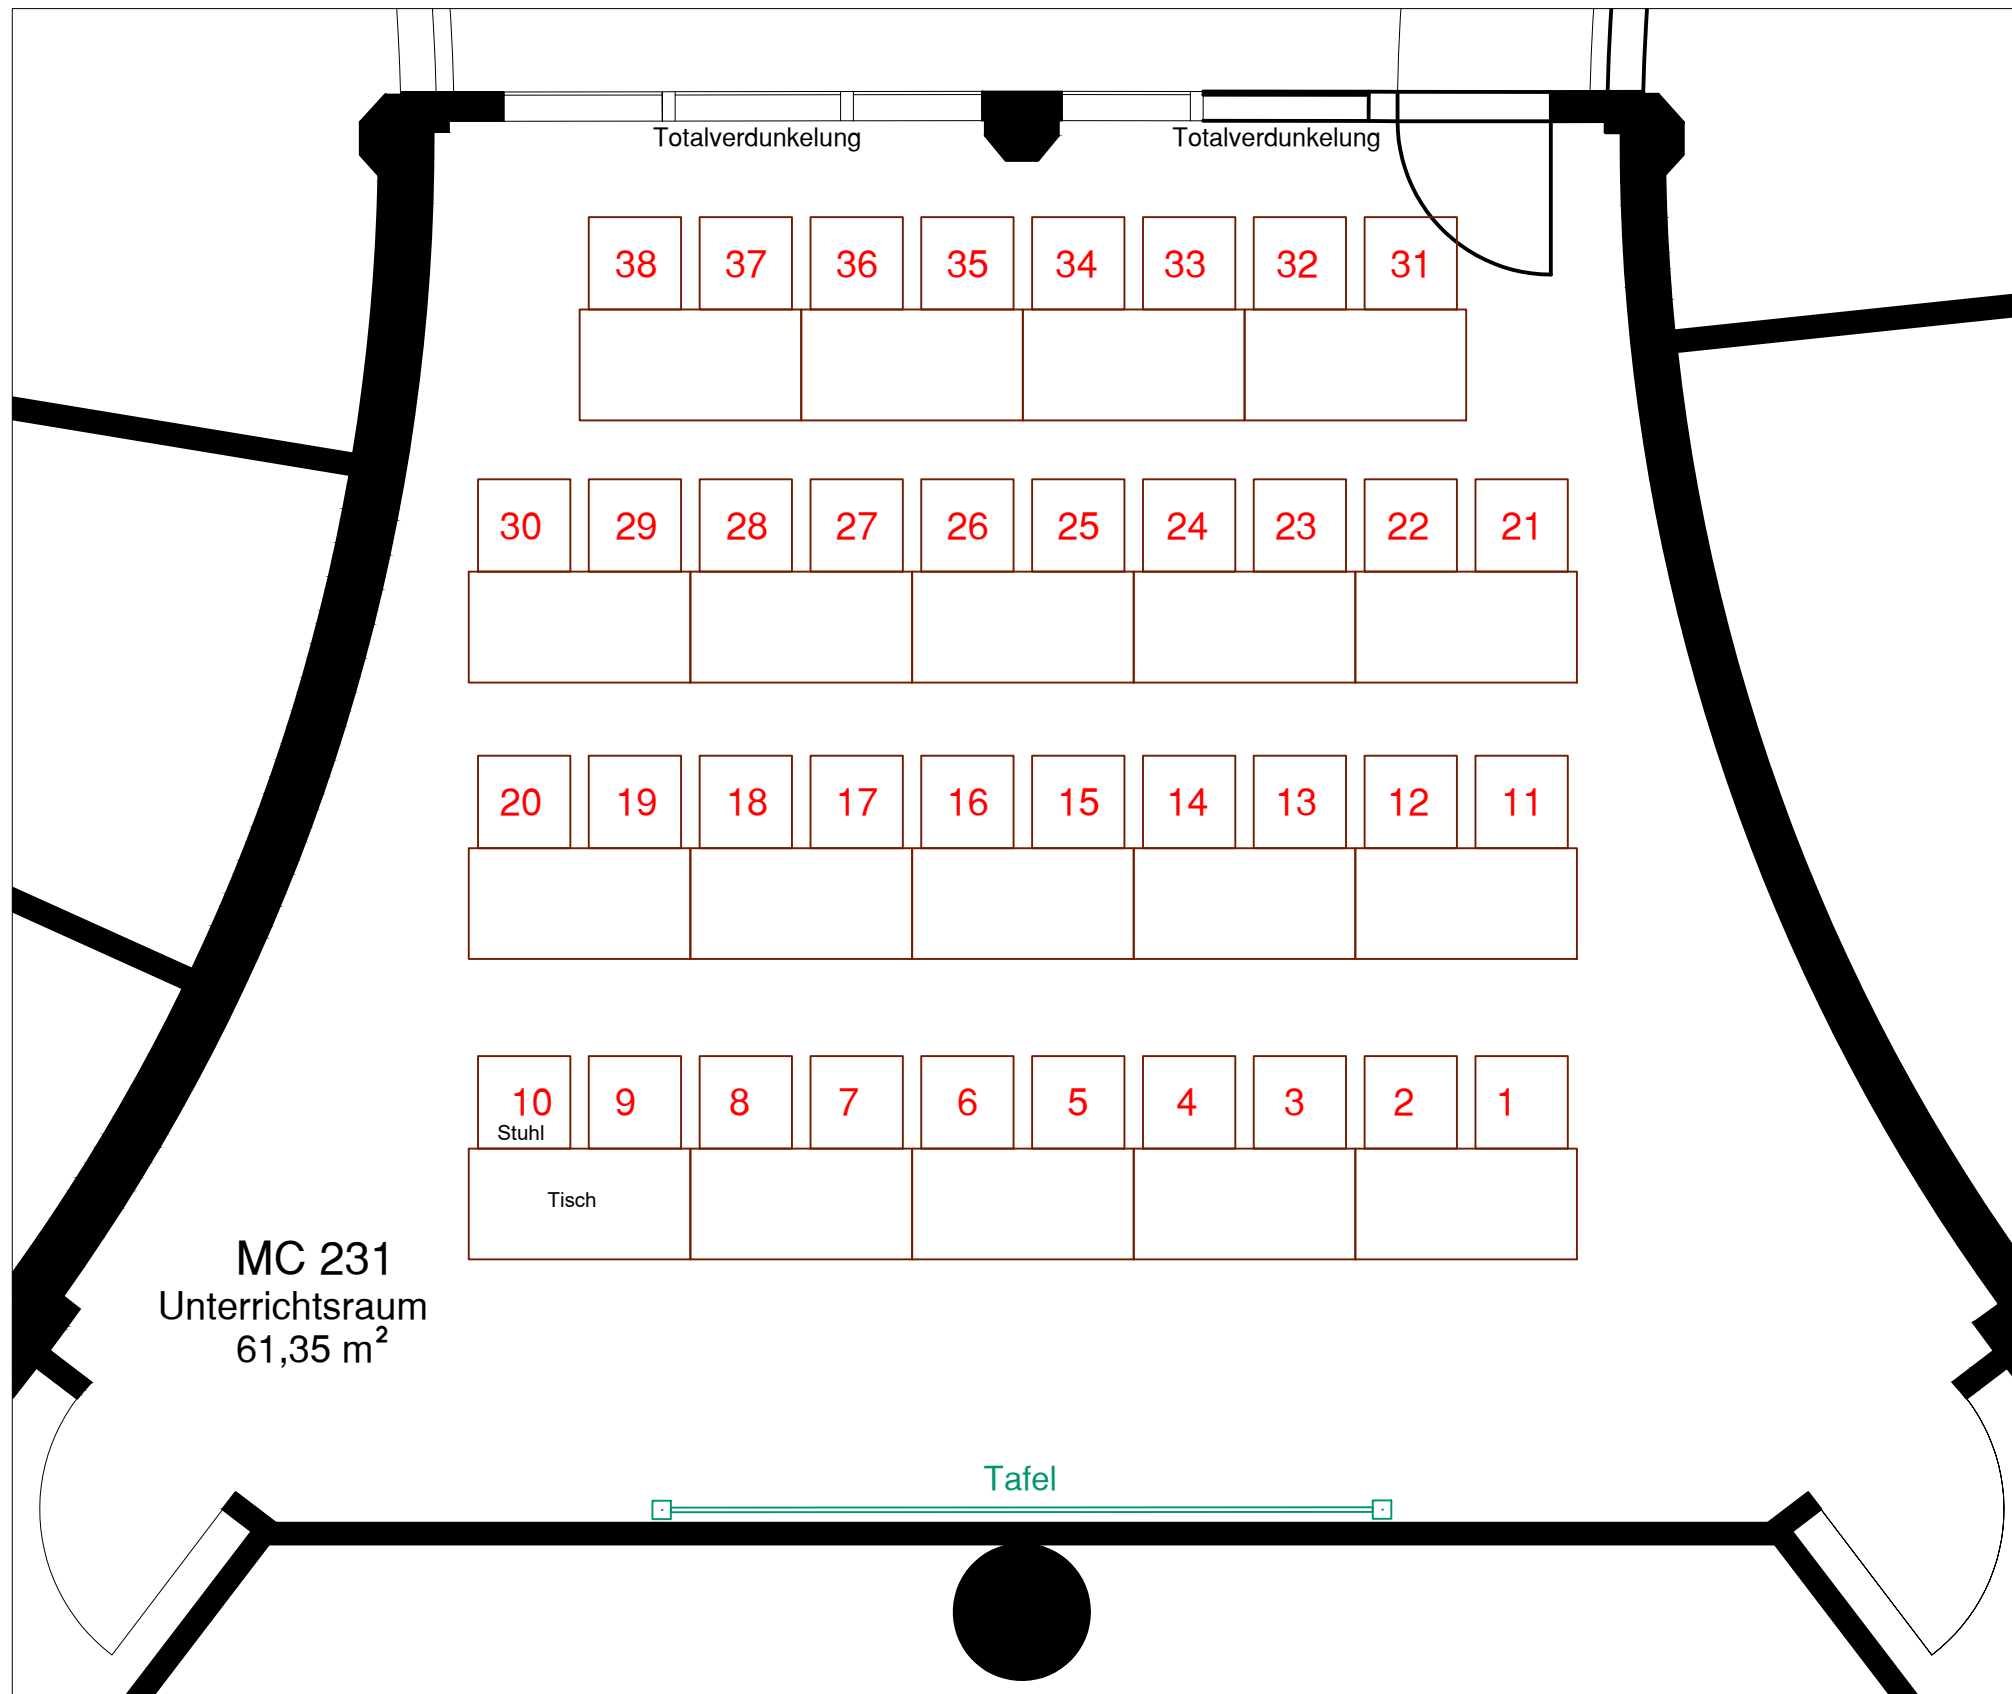 Totalverdunkelung Totalverdunkelung
38 37 36 35 34 33 32 31
30 29 28 27 26 25 24 23 22 21
20 19 18 17 16 15 14 13 12 11
10 9 8 7 6 5 4 3 2 1
Stuhl
Tisch
MC 231
Unterrichtsraum
61,35 m²
Tafel